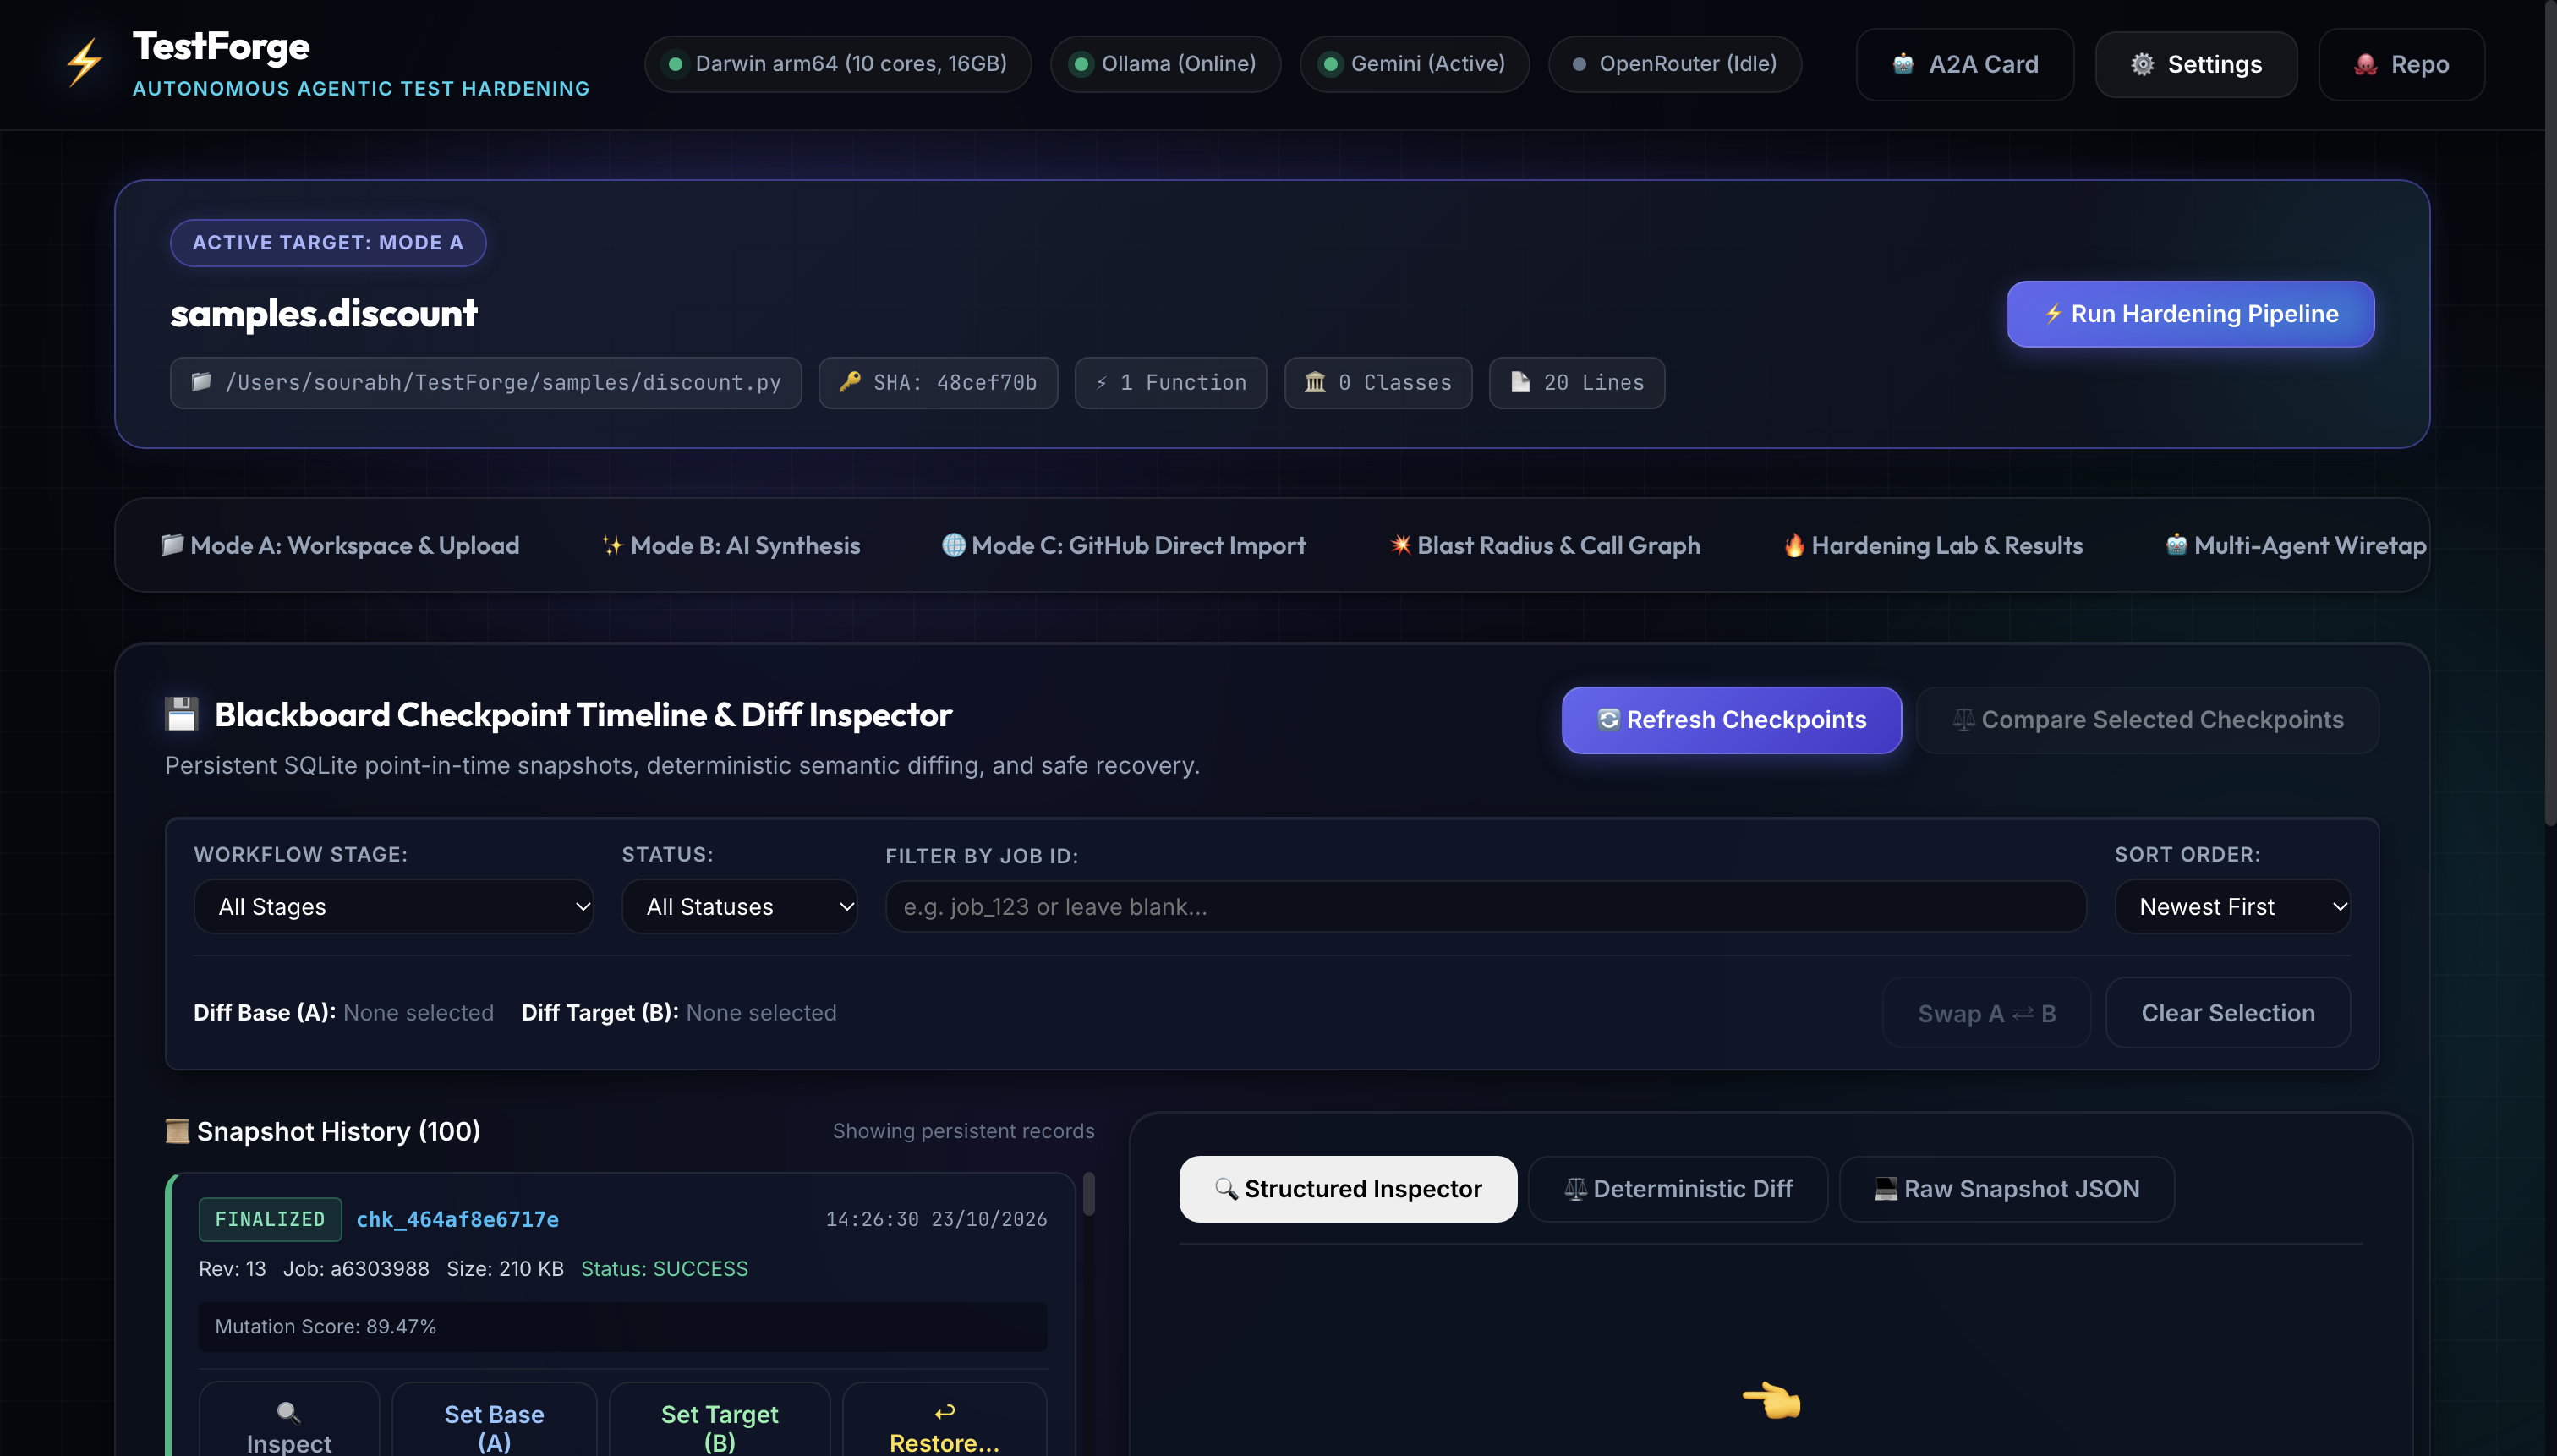 TestForge
AUTONOMOUS AGENTIC TEST HARDENING
Darwin arm64 (10 cores, 16GB)
Ollama (Online)
Gemini (Active)
OpenRouter (Idle)
A2A Card
Settings
Repo
ACTIVE TARGET: MODE A
samples.discount
/Users/sourabh/TestForge/samples/discount.py
SHA: 48cef70b
1 Function
0 Classes
20 Lines
Run Hardening Pipeline
Mode A: Workspace & Upload
Mode B: AI Synthesis
Mode C: GitHub Direct Import
Blast Radius & Call Graph
Hardening Lab & Results
Multi-Agent Wiretap
Blackboard Checkpoint Timeline & Diff Inspector
Persistent SQLite point-in-time snapshots, deterministic semantic diffing, and safe recovery.
Refresh Checkpoints
Compare Selected Checkpoints
WORKFLOW STAGE:
All Stages
STATUS:
All Statuses
FILTER BY JOB ID:
e.g. job_123 or leave blank...
SORT ORDER:
Newest First
Diff Base (A): None selected
Diff Target (B): None selected
Swap A ⇄ B
Clear Selection
Snapshot History (100)
Showing persistent records
FINALIZED
chk_464af8e6717e
14:26:30 23/10/2026
Rev: 13
Job: a6303988
Size: 210 KB
Status: SUCCESS
Mutation Score: 89.47%
Inspect
Set Base
(A)
Set Target
(B)
Restore...
Structured Inspector
Deterministic Diff
Raw Snapshot JSON